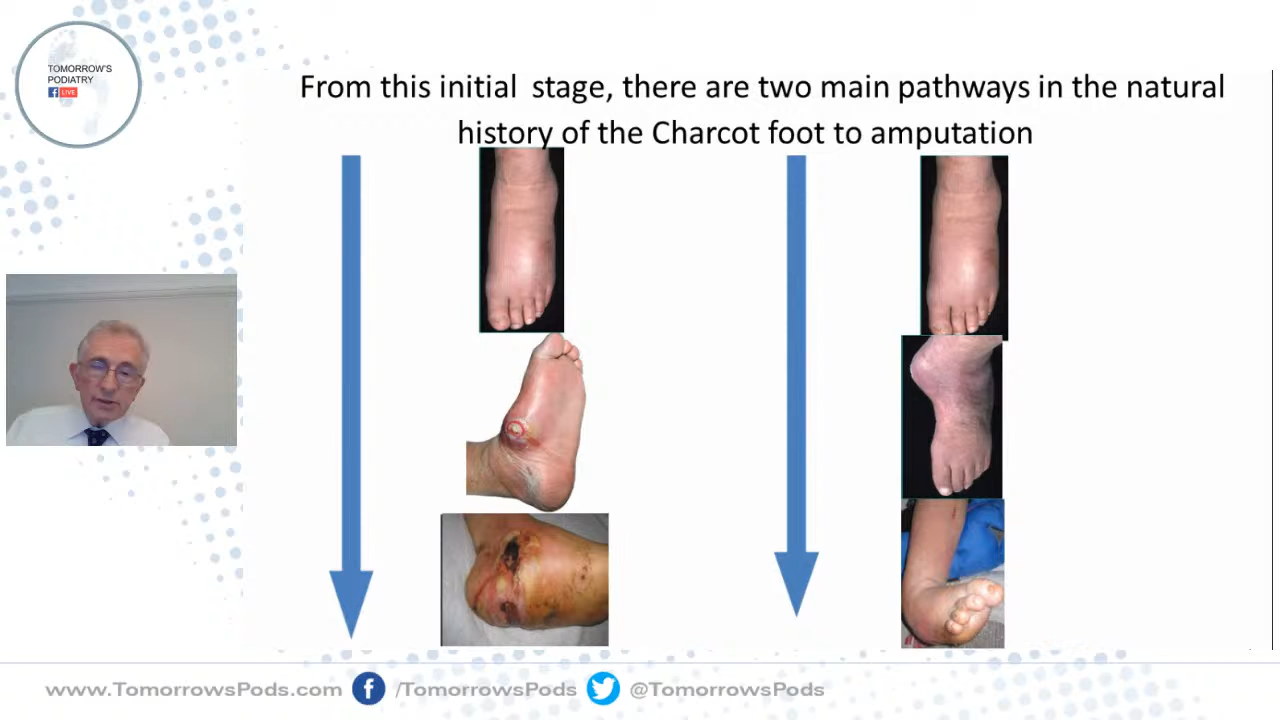 TOMORROW'S
PODIATRY
f LIVE
From this initial stage, there are two main pathways in the natural
history of the Charcot foot to amputation
www.TomorrowsPods.com f /TomorrowsPods @TomorrowsPods